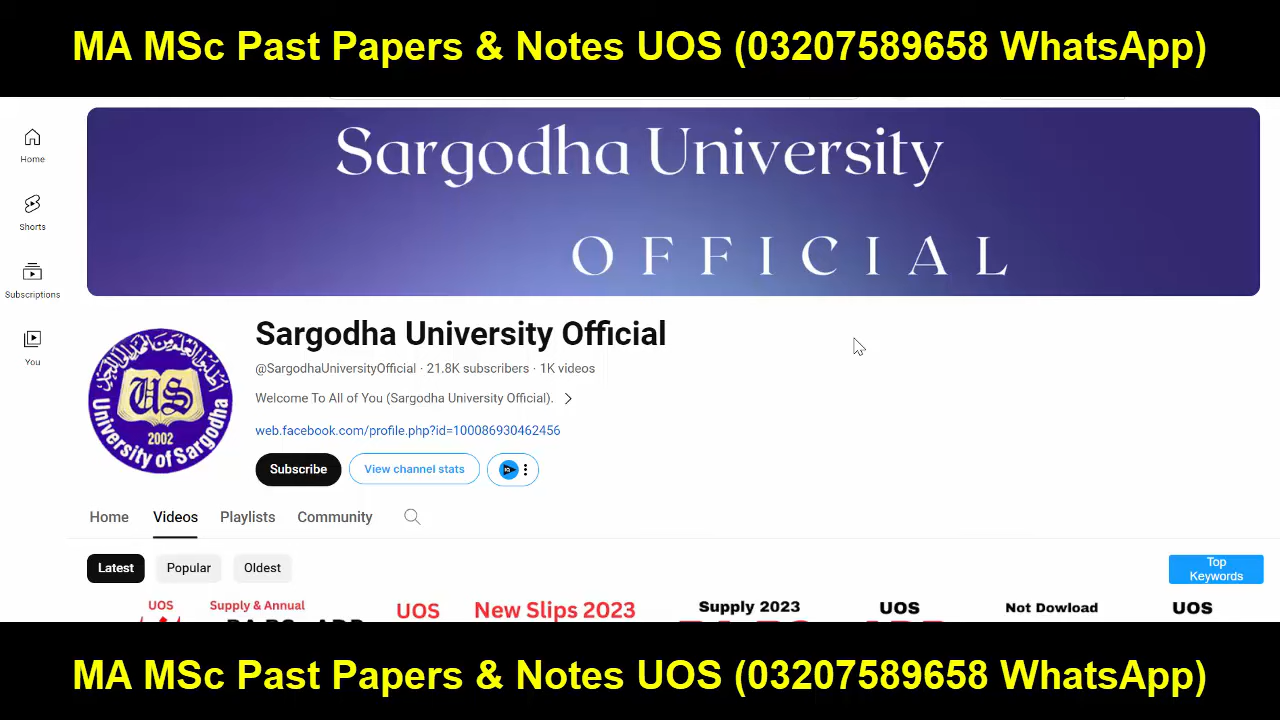 MA MSc Past Papers & Notes UOS (03207589658 WhatsApp)
Sargodha University
OFFICIAL
Home
Shorts
Subscriptions
You
US
2002
University of Sargodha
Sargodha University Official
@SargodhaUniversityOfficial · 21.8K subscribers · 1K videos
Welcome To All of You (Sargodha University Official).
web.facebook.com/profile.php?id=100086930462456
Subscribe
View channel stats
Home Videos Playlists Community
Latest Popular Oldest
Top
Keywords
UOS Supply & Annual UOS New Slips 2023 Supply 2023 UOS Not Dowload UOS
MA MSc Past Papers & Notes UOS (03207589658 WhatsApp)